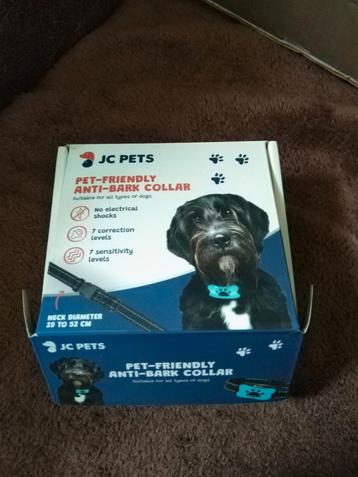 JC PETS
PET-FRIENDLY
ANTI-BARK COLLAR
Suitable for all types of dogs
No electrical
shocks
7 correction
levels
7 sensitivity
levels
NECK DIAMETER
20 TO 52 CM
JC PETS
PET-FRIENDLY
ANTI-BARK COLLAR
Suitable for all types of dogs